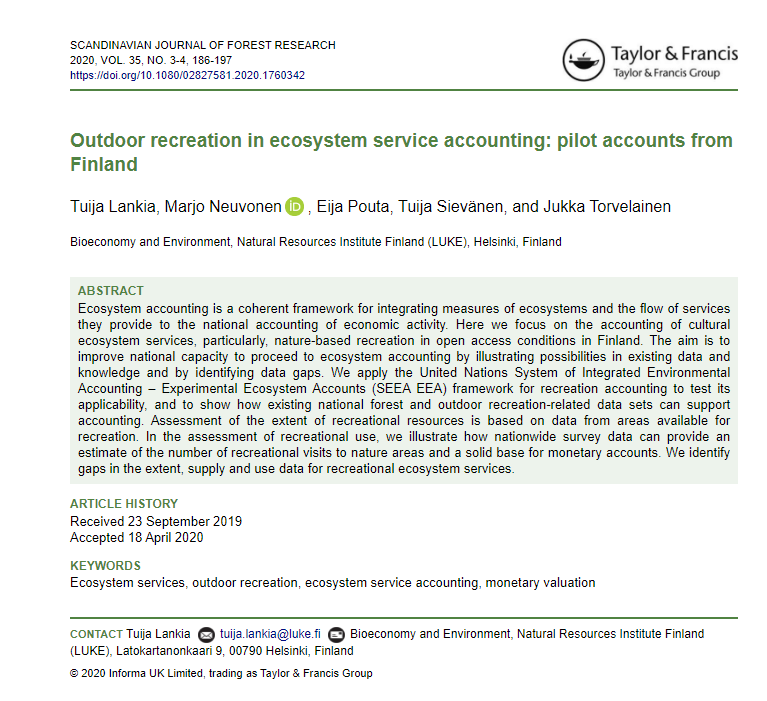 SCANDINAVIAN JOURNAL OF FOREST RESEARCH
2020, VOL. 35, NO. 3-4, 186-197
https://doi.org/10.1080/02827581.2020.1760342
Taylor & Francis
Taylor & Francis Group
Outdoor recreation in ecosystem service accounting: pilot accounts from
Finland
Tuija Lankia, Marjo Neuvonen iD , Eija Pouta, Tuija Sievänen, and Jukka Torvelainen
Bioeconomy and Environment, Natural Resources Institute Finland (LUKE), Helsinki, Finland
ABSTRACT
Ecosystem accounting is a coherent framework for integrating measures of ecosystems and the flow of services
they provide to the national accounting of economic activity. Here we focus on the accounting of cultural
ecosystem services, particularly, nature-based recreation in open access conditions in Finland. The aim is to
improve national capacity to proceed to ecosystem accounting by illustrating possibilities in existing data and
knowledge and by identifying data gaps. We apply the United Nations System of Integrated Environmental
Accounting – Experimental Ecosystem Accounts (SEEA EEA) framework for recreation accounting to test its
applicability, and to show how existing national forest and outdoor recreation-related data sets can support
accounting. Assessment of the extent of recreational resources is based on data from areas available for
recreation. In the assessment of recreational use, we illustrate how nationwide survey data can provide an
estimate of the number of recreational visits to nature areas and a solid base for monetary accounts. We identify
gaps in the extent, supply and use data for recreational ecosystem services.
ARTICLE HISTORY
Received 23 September 2019
Accepted 18 April 2020
KEYWORDS
Ecosystem services, outdoor recreation, ecosystem service accounting, monetary valuation
CONTACT Tuija Lankia tuija.lankia@luke.fi Bioeconomy and Environment, Natural Resources Institute Finland
(LUKE), Latokartanonkaari 9, 00790 Helsinki, Finland
© 2020 Informa UK Limited, trading as Taylor & Francis Group